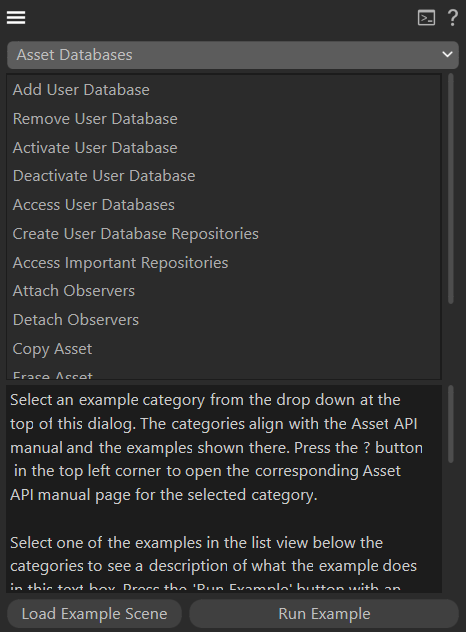 ?
Asset Databases
Add User Database
Remove User Database
Activate User Database
Deactivate User Database
Access User Databases
Create User Database Repositories
Access Important Repositories
Attach Observers
Detach Observers
Copy Asset
Erase Asset
Select an example category from the drop down at the
top of this dialog. The categories align with the Asset API
manual and the examples shown there. Press the ? button
in the top left corner to open the corresponding Asset
API manual page for the selected category.
Select one of the examples in the list view below the
categories to see a description of what the example does
in this text box. Press the 'Run Example' button with an
Load Example Scene
Run Example